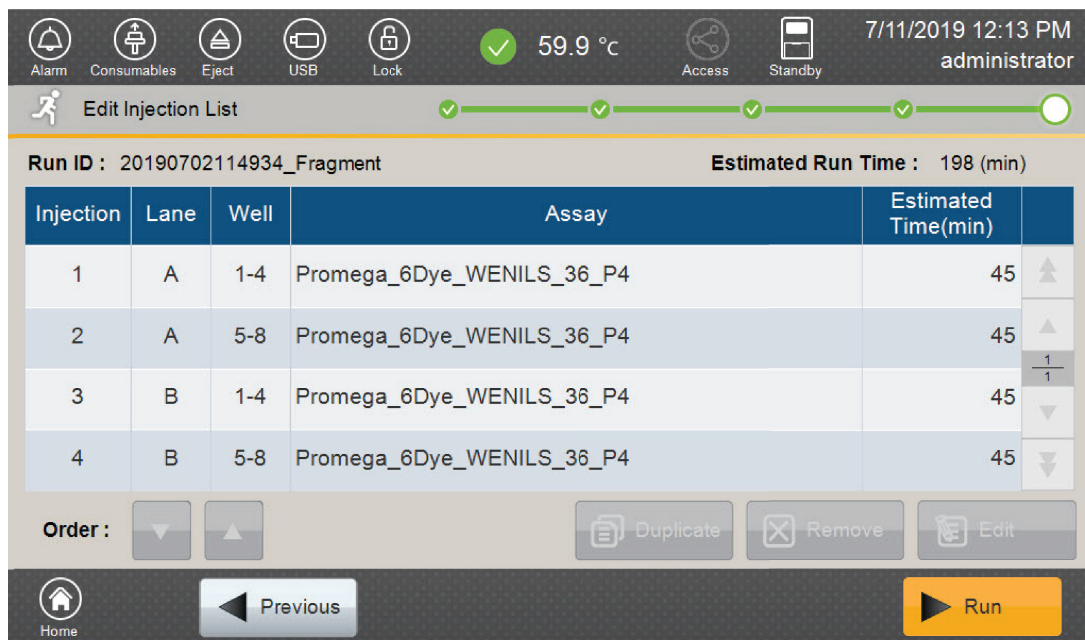 7/11/2019 12:13 PM
59.9 °c
administrator
Alarm Consumables Eject USB Lock Access Standby
Edit Injection List
Run ID : 20190702114934_Fragment Estimated Run Time : 198 (min)
Injection Lane Well Assay Estimated Time(min)
1 A 1-4 Promega_6Dye_WENILS_36_P4 45
2 A 5-8 Promega_6Dye_WENILS_36_P4 45
1
1
3 B 1-4 Promega_6Dye_WENILS_36_P4 45
4 B 5-8 Promega_6Dye_WENILS_36_P4 45
Order : Duplicate Remove Edit
Previous Run
Home